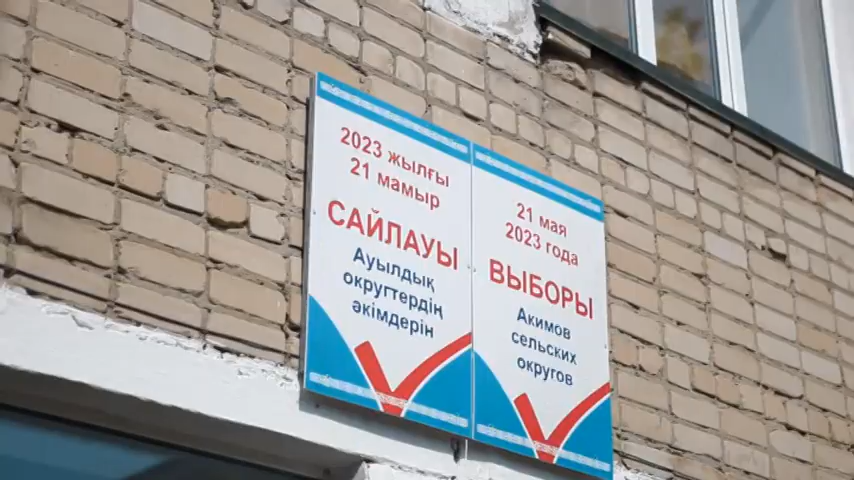 2023 жылғы
21 мамыр
САЙЛАУЫ
Ауылдық
округтердің
әкімдерін
21 мая
2023 года
ВЫБОРЫ
Акимов
сельских
округов